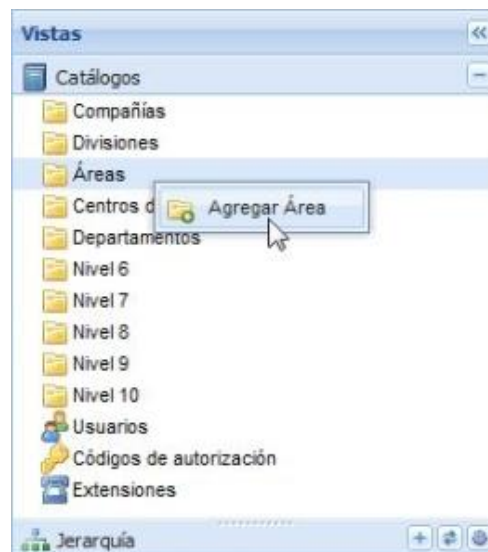 Vistas
Catálogos
Compañías
Divisiones
Áreas
Centros d
Agregar Área
Departamentos
Nivel 6
Nivel 7
Nivel 8
Nivel 9
Nivel 10
Usuarios
Códigos de autorización
Extensiones
Jerarquía